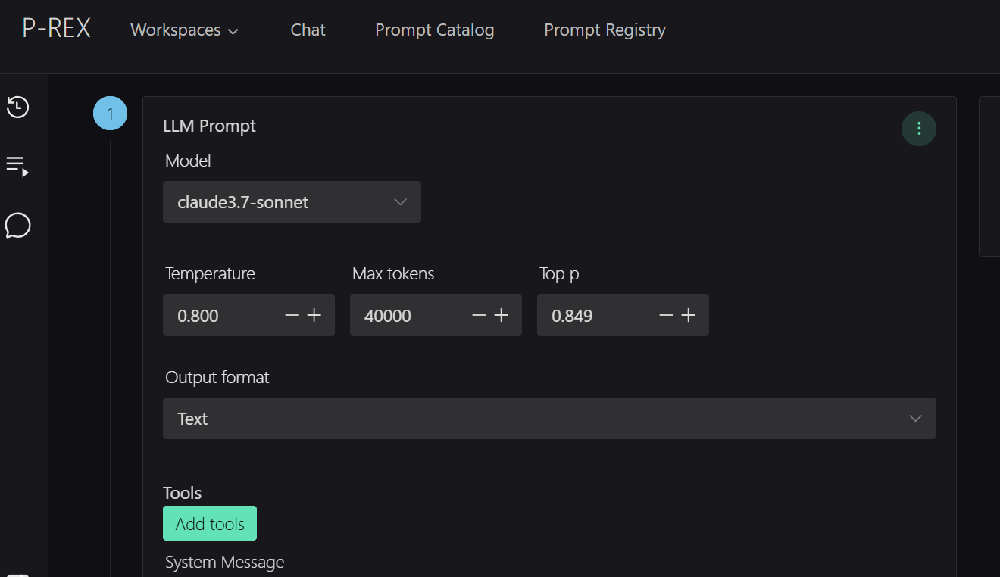 P-REX
Workspaces
Chat
Prompt Catalog
Prompt Registry
1
LLM Prompt
Model
claude3.7-sonnet
Temperature
Max tokens
Top p
0.800
40000
0.849
Output format
Text
Tools
Add tools
System Message